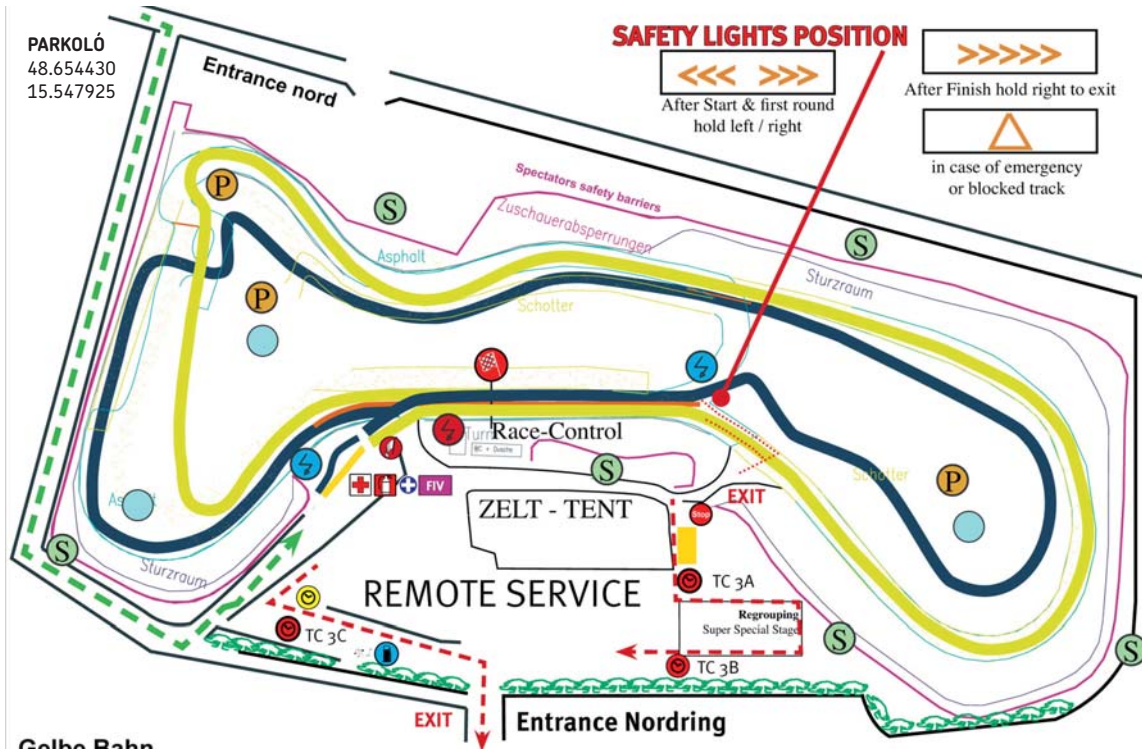 PARKOLÓ
48.654430
15.547925
Entrance nord
SAFETY LIGHTS POSITION
<<< >>>
After Start & first round
hold left / right
>>>>>
After Finish hold right to exit
in case of emergency
or blocked track
Spectators safety barriers
Zuschauerabsperrungen
P
S
S
Asphalt
Sturzraum
P
Schotter
Turm
Race-Control
WC + Dusche
S
Schotter
P
FIV
ZELT - TENT
EXIT
Stop
S
Sturzraum
REMOTE SERVICE
TC 3A
Regrouping
Super Special Stage
TC 3C
TC 3B
S
S
EXIT
Entrance Nordring
Gelbe Bahn